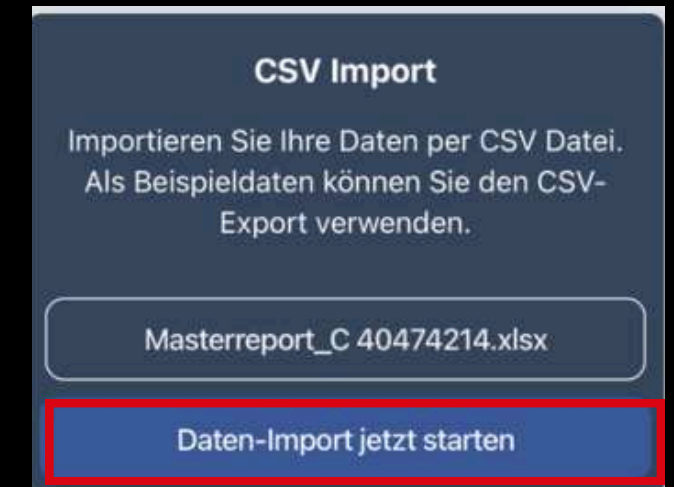 CSV Import
Importieren Sie Ihre Daten per CSV Datei.
Als Beispieldaten können Sie den CSV-
Export verwenden.
Masterreport_C 40474214.xlsx
Daten-Import jetzt starten